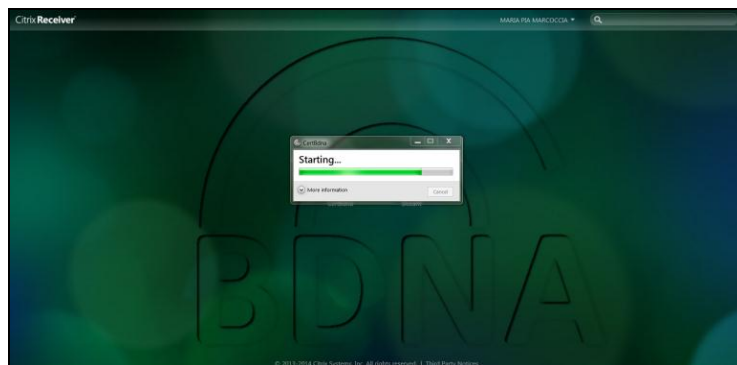 Citrix Receiver
MARIA PIA MARCOCCIA
CertBdna
Starting...
More information
Cancel
BDNA
© 2012-2014 Citrix Systems, Inc. All rights reserved. | Third Party Notices